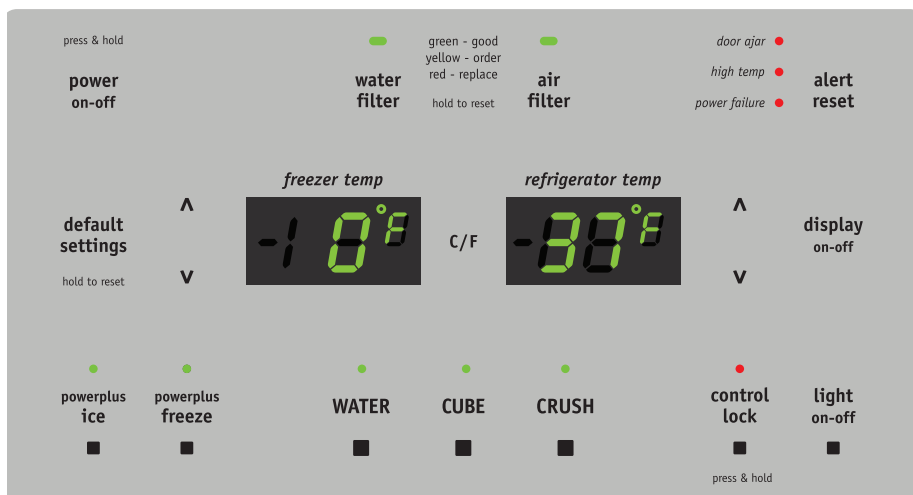 press & hold
power
on-off
water
filter
green - good
yellow - order
red - replace
hold to reset
air
filter
door ajar
high temp
power failure
alert
reset
default
settings
hold to reset
freezer temp
0°F
C/F
refrigerator temp
37°F
display
on-off
powerplus
ice
powerplus
freeze
WATER
CUBE
CRUSH
control
lock
press & hold
light
on-off